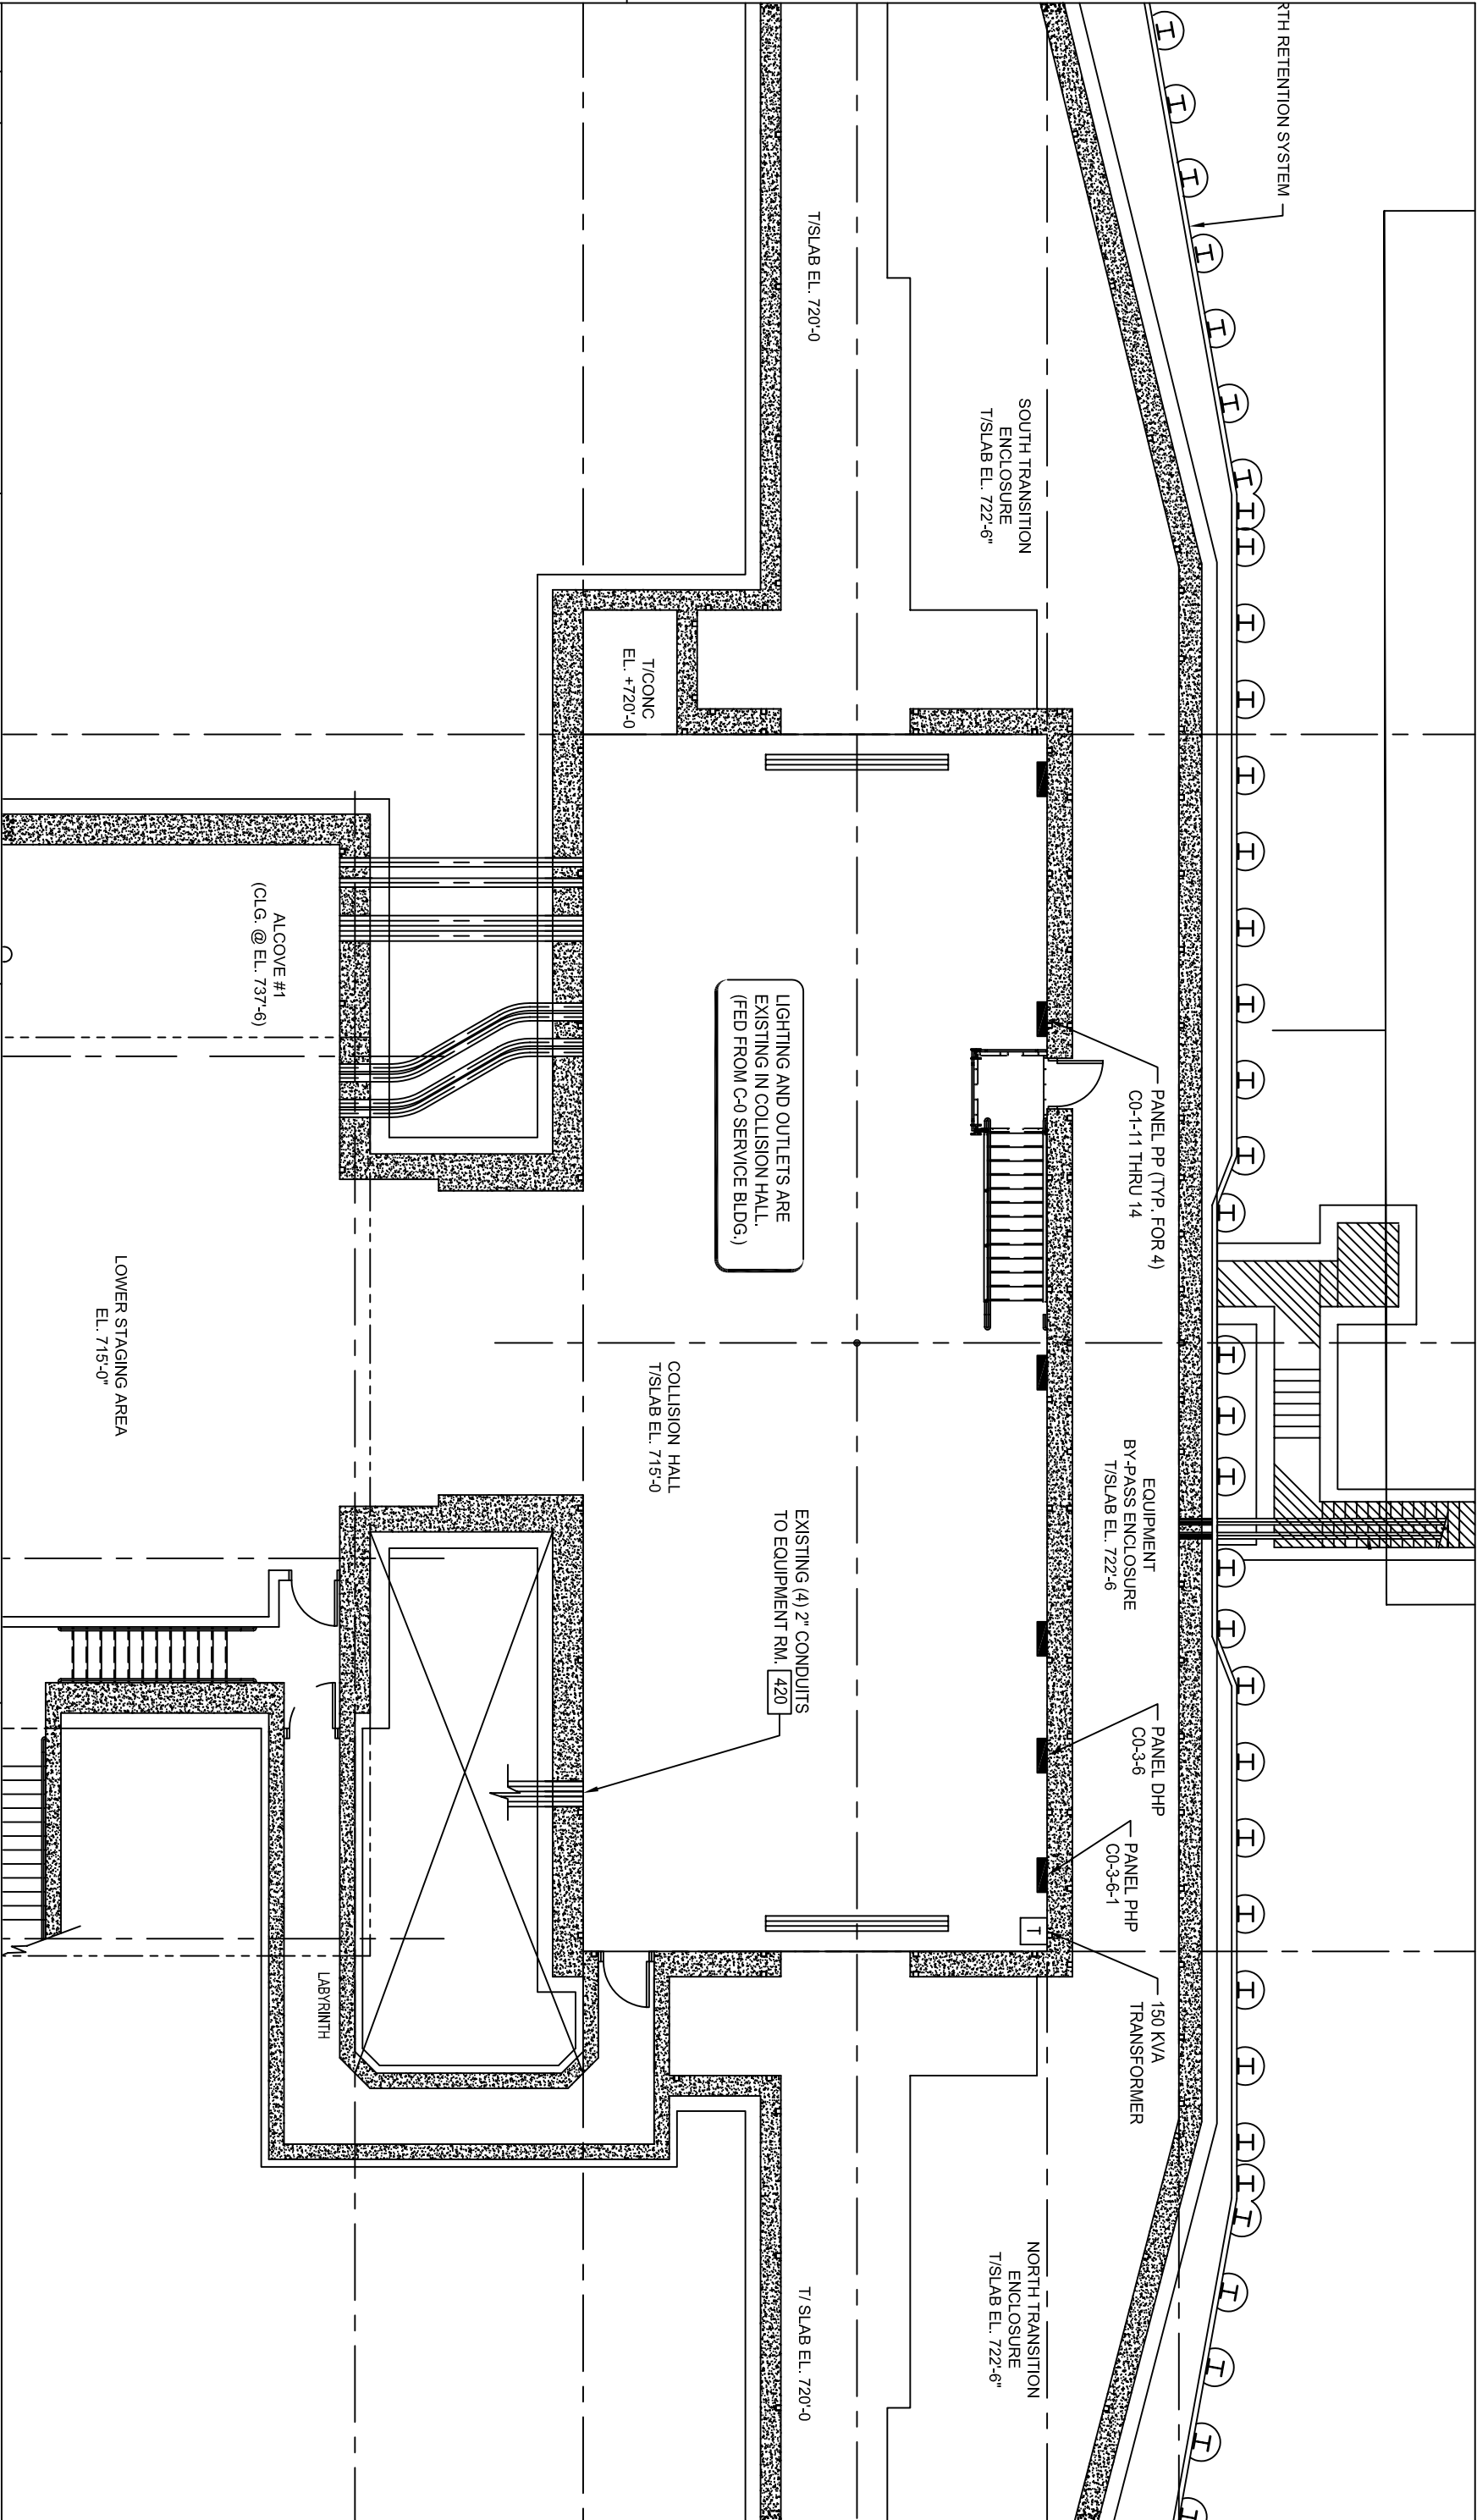 RTH RETENTION SYSTEM
T/SLAB EL. 720'-0
SOUTH TRANSITION
ENCLOSURE
T/SLAB EL. 722'-6"
T/CONC
EL. +720'-0
PANEL PP (TYP. FOR 4)
C0-1-11 THRU 14
ALCOVE #1
(CLG. @ EL. 737'-6)
LIGHTING AND OUTLETS ARE
EXISTING IN COLLISION HALL.
(FED FROM C-0 SERVICE BLDG.)
LOWER STAGING AREA
EL. 715'-0"
COLLISION HALL
T/SLAB EL. 715'-0
EQUIPMENT
BY-PASS ENCLOSURE
T/SLAB EL. 722'-6
EXISTING (4) 2" CONDUITS
TO EQUIPMENT RM. 420
PANEL DHP
C0-3-6
PANEL PHP
C0-3-6-1
T
150 KVA
TRANSFORMER
LABYRINTH
NORTH TRANSITION
ENCLOSURE
T/SLAB EL. 722'-6"
T/ SLAB EL. 720'-0